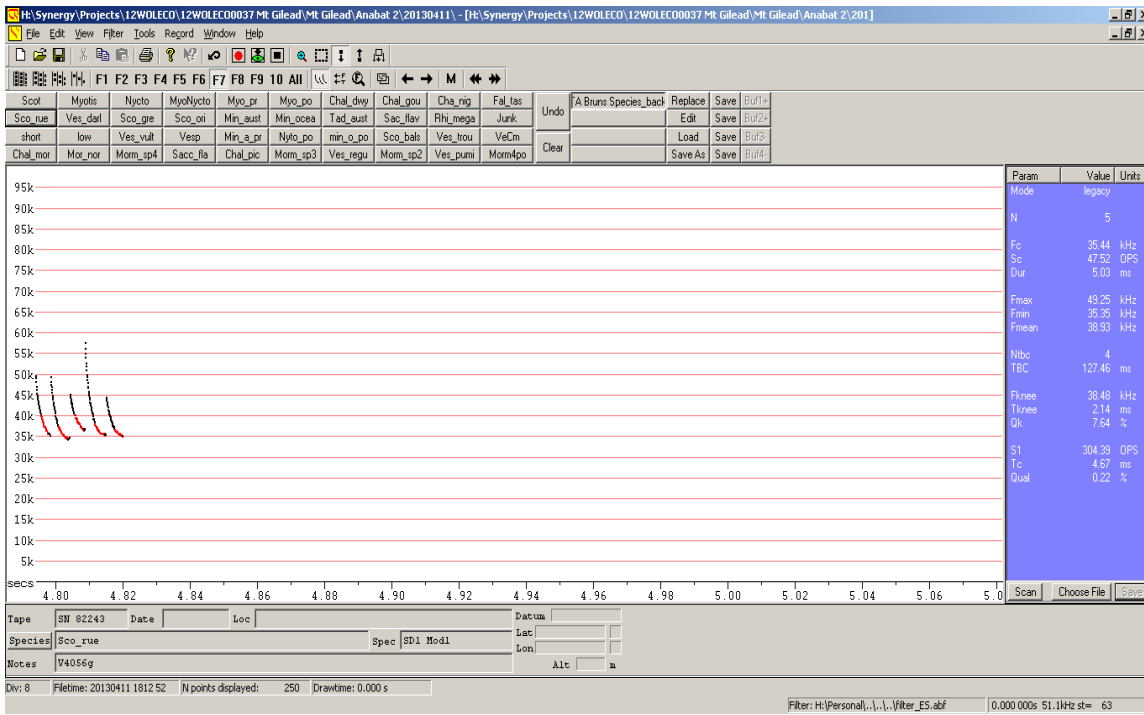 H:\Synergy\Projects\12WOLECO\12WOLECO0037 Mt Gilead\Mt Gilead\Anabat 2\20130411\ - [H:\Synergy\Projects\12WOLECO\12WOLECO00037 Mt Gilead\Mt Gilead\Anabat 2\201]
File Edit View Filter Tools Record Window Help
F1 F2 F3 F4 F5 F6 F7 F8 F9 10 All M
Scot Myotis Nycto MyoNycto Myo_pr Myo_po Chal_dwy Chal_gou Cha_nig Fal_tas Undo TA Bruns Species_back Replace Save Buf1+
Sco_rue Ves_darl Sco_gre Sco_ori Min_aust Min_ocea Tad_aust Sac_flav Rhi_mega Junk Edit Save Buf2+
short low Ves_vult Vesp Min_a_pr Nyto_po min_o_po Sco_bals Ves_trou VeCm Clear Load Save Buf3-
Chal_mor Mor_nor Morm_sp4 Sacc_fla Chal_pic Morm_sp3 Ves_regu Morm_sp2 Ves_pumi Morm4po Save As Save Buf4-
Param Value Units
Mode legacy
N 5
Fc 35.44 kHz
Sc 47.52 OPS
Dur 5.03 ms
Fmax 49.25 kHz
Fmin 35.35 kHz
Fmean 38.93 kHz
Ntbc 4
TBC 127.46 ms
Fknee 38.48 kHz
Tknee 2.14 ms
Qk 7.64 %
S1 304.39 OPS
Tc 4.67 ms
Qual 0.22 %
95k
90k
85k
80k
75k
70k
65k
60k
55k
50k
45k
40k
35k
30k
25k
20k
15k
10k
5k
secs
4.80 4.82 4.84 4.86 4.88 4.90 4.92 4.94 4.96 4.98 5.00 5.02 5.04 5.06 5.0
Scan Choose File Save
Tape SN 82243 Date Loc Datum
Lat
Species Sco_rue Spec SD1 Mod1
Lon
Notes V4056g Alt m
Div: 8 Filetime: 20130411 1812 52 N points displayed: 250 Drawtime: 0.000 s
Filter: H:\Personal\..\..\..\filter_ES.abf 0.000 000s 51.1kHz st= 63